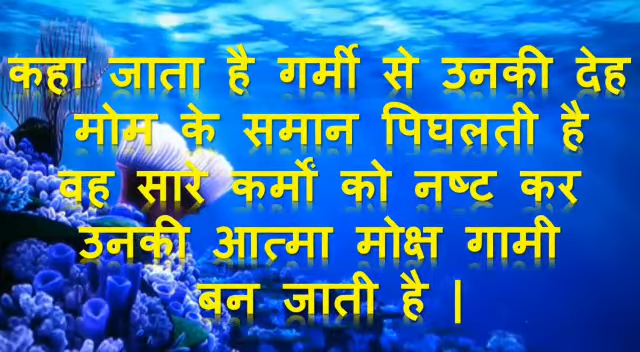 कहा जाता है गर्मी से उनकी देह
मोम के समान पिघलती है
वह सारे कर्मों को नष्ट कर
उनकी आत्मा मोक्ष गामी
बन जाती है |